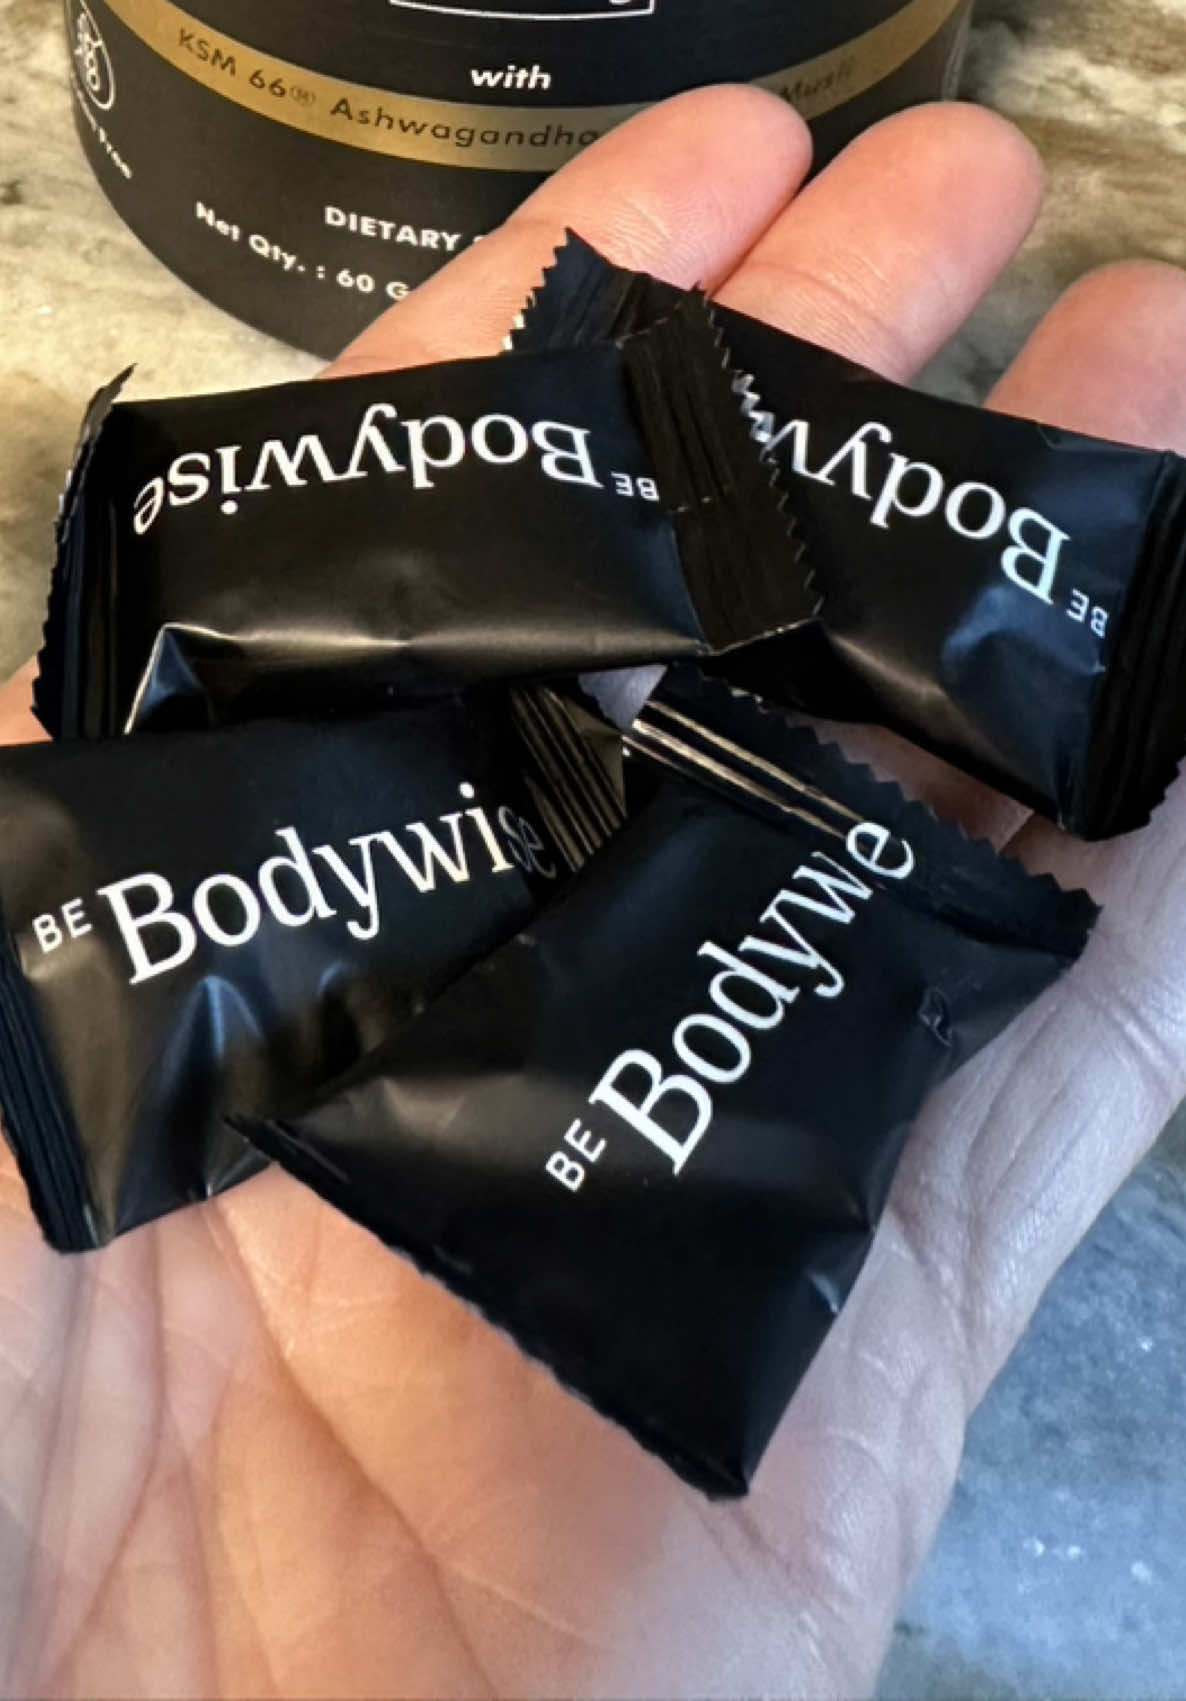 with
KSM 66® Ashwagandha
DIETARY
Net Qty. : 60 G
BE Bodywise
BE Bodyw
BE Bodywise
BE Bodywe